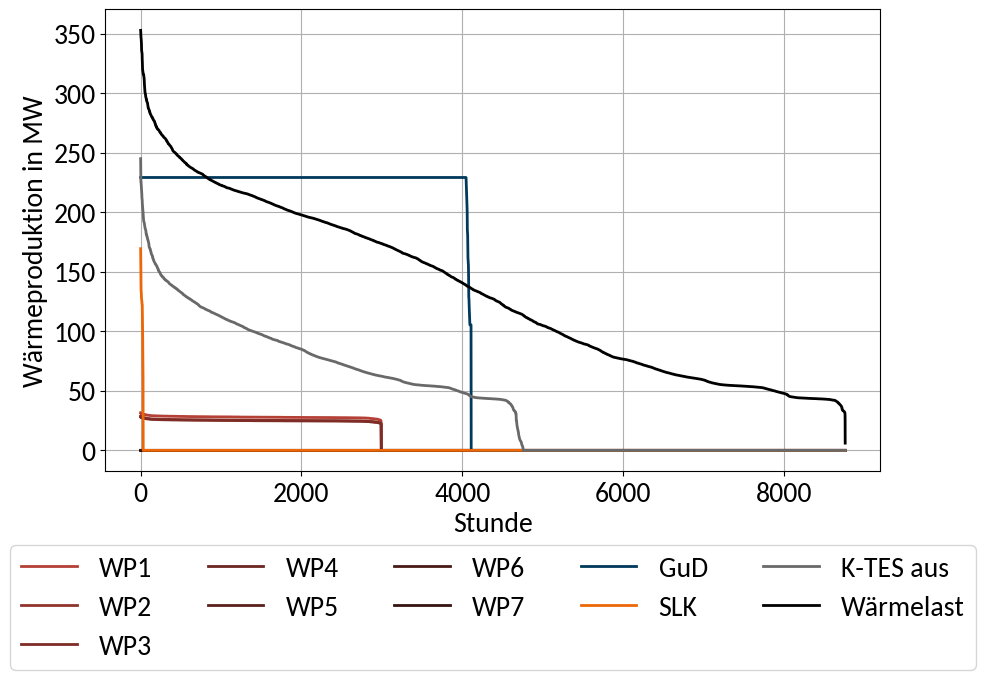 Wärmeproduktion in MW
350
300
250
200
150
100
50
0
0 2000 4000 6000 8000
Stunde
WP1 WP4 WP6 GuD K-TES aus
WP2 WP5 WP7 SLK Wärmelast
WP3